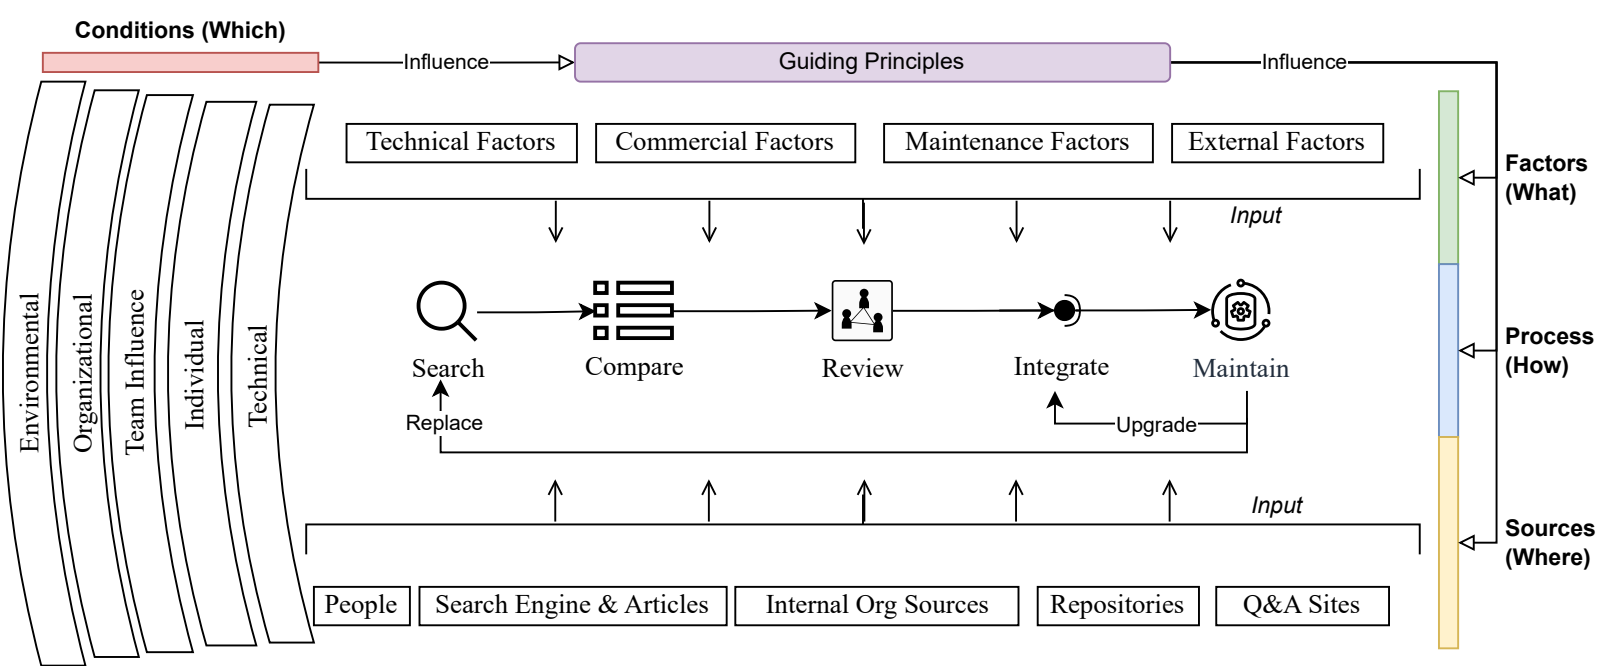 Conditions (Which)
Influence
Guiding Principles
Influence
Technical Factors
Commercial Factors
Maintenance Factors
External Factors
Factors
(What)
Input
Environmental
Organizational
Team Influence
Individual
Technical
Search
Compare
Review
Integrate
Maintain
Process
(How)
Replace
Upgrade
Input
Sources
(Where)
People
Search Engine & Articles
Internal Org Sources
Repositories
Q&A Sites